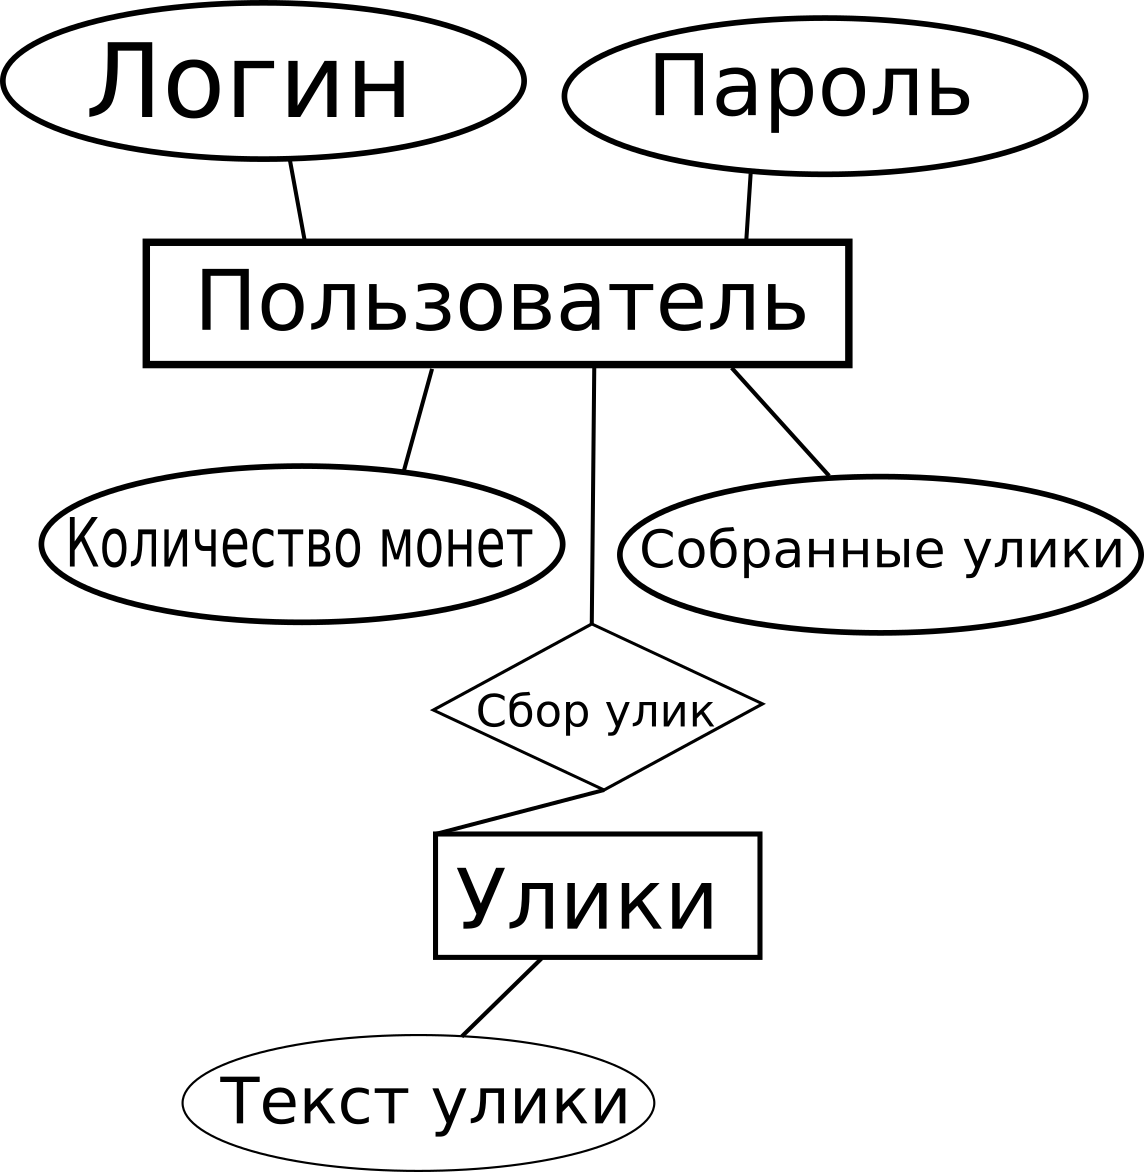 Логин
Пароль
Пользователь
Количество монет
Собранные улики
Сбор улик
Улики
Текст улики